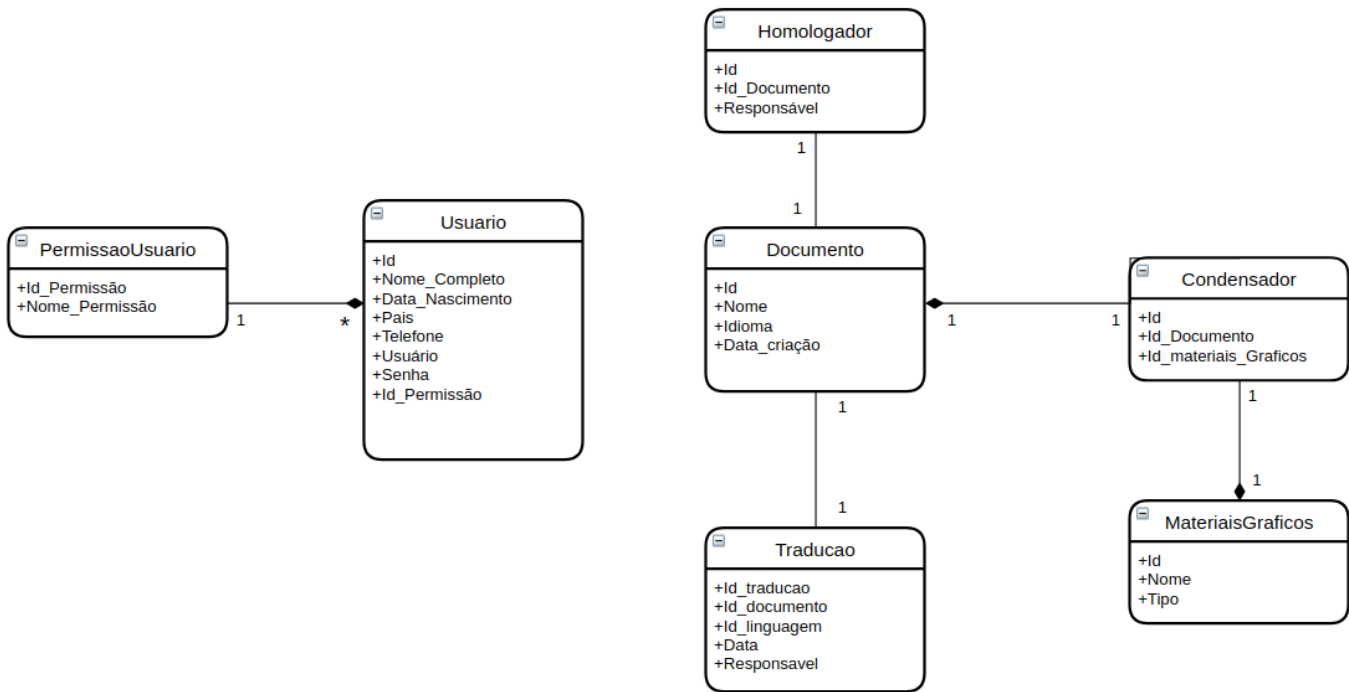 Homologador
+Id
+Id_Documento
+Responsável
1
1
PermissaoUsuario
+Id_Permissão
+Nome_Permissão
1
*
Usuario
+Id
+Nome_Completo
+Data_Nascimento
+Pais
+Telefone
+Usuário
+Senha
+Id_Permissão
Documento
+Id
+Nome
+Idioma
+Data_criação
1
1
Condensador
+Id
+Id_Documento
+Id_materiais_Graficos
1
1
MateriaisGraficos
+Id
+Nome
+Tipo
1
1
Traducao
+Id_traducao
+Id_documento
+Id_linguagem
+Data
+Responsavel